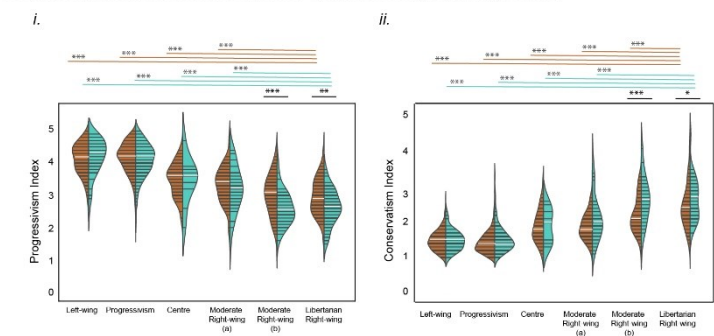 i.
***
***
***
***
***
***
***
***
***
**
Progressivism Index
5
4
3
2
1
0
Left-wing
Progressivism
Centre
Moderate
Right-wing
(a)
Moderate
Right-wing
(b)
Libertarian
Right-wing
ii.
***
***
***
***
***
***
***
***
***
***
*
Conservatism Index
5
4
3
2
1
0
Left-wing
Progressivism
Centre
Moderate
Right wing
(a)
Moderate
Right-wing
(b)
Libertarian
Right wing